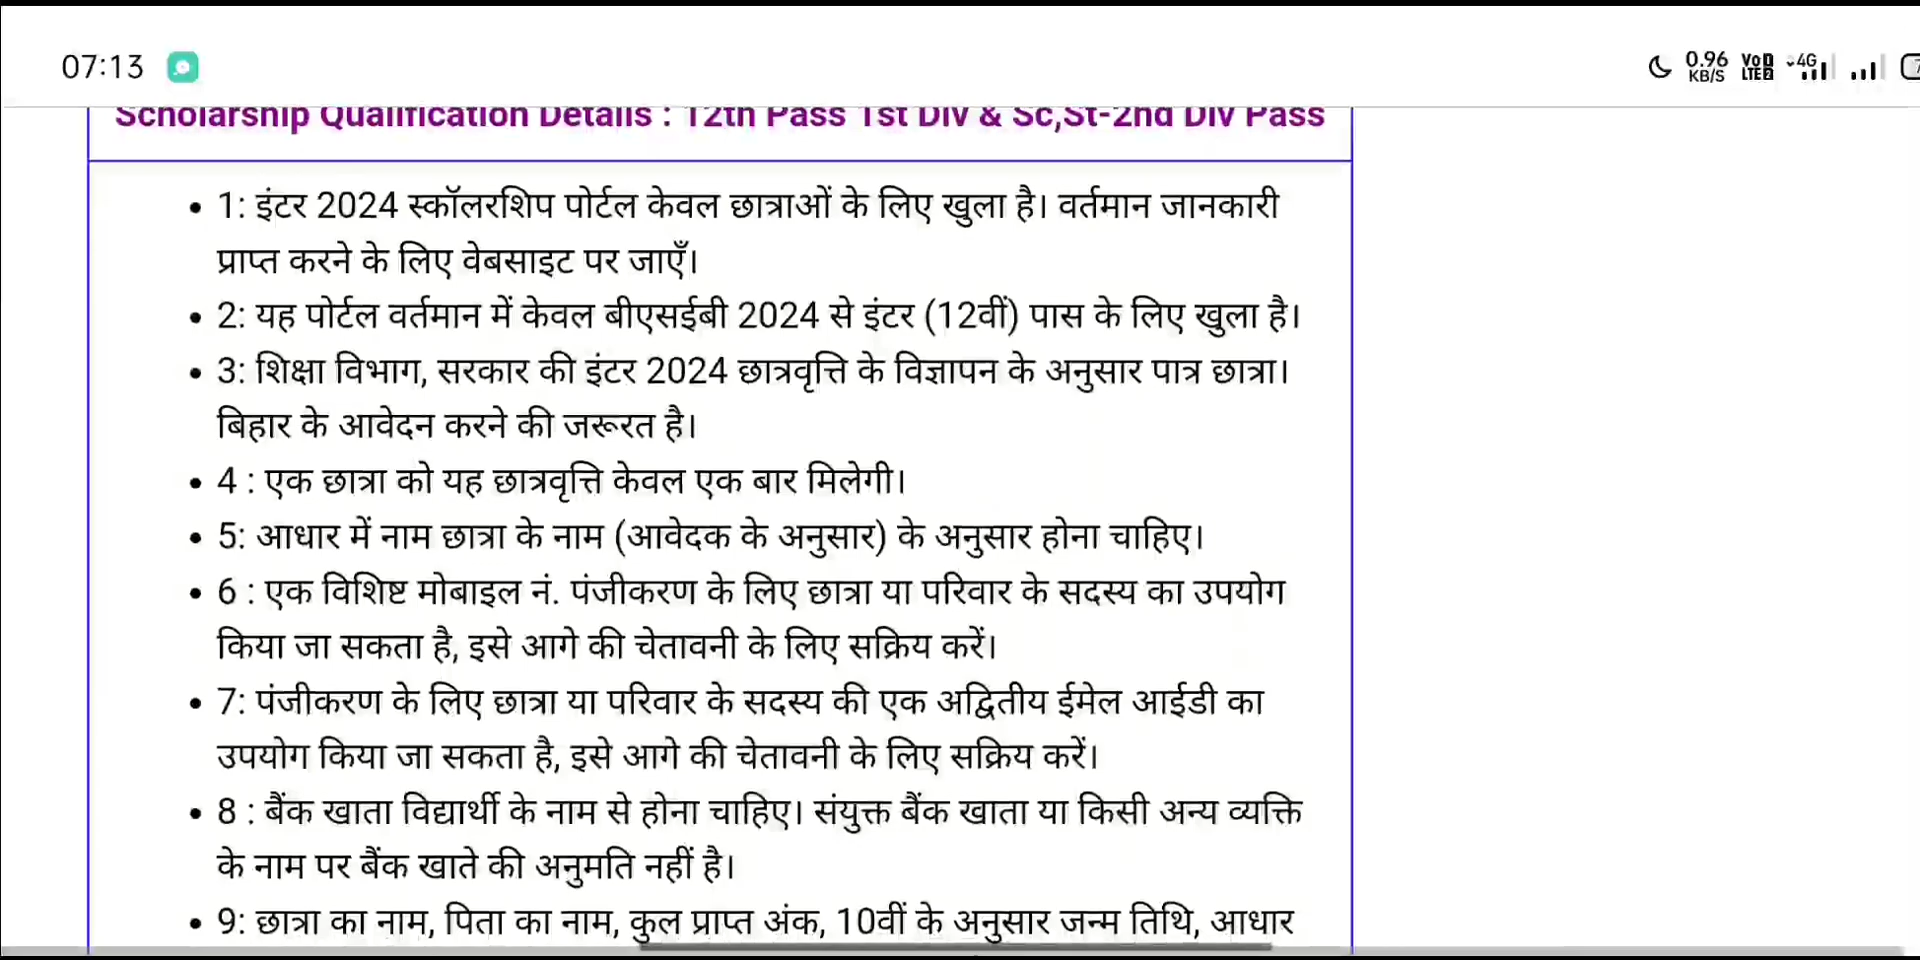 07:13
0.96 KB/S VoD LTE2 4G
Scholarship Qualification Details : 12th Pass 1st Div & Sc,St-2nd Div Pass
• 1: इंटर 2024 स्कॉलरशिप पोर्टल केवल छात्राओं के लिए खुला है। वर्तमान जानकारी
प्राप्त करने के लिए वेबसाइट पर जाएँ।
• 2: यह पोर्टल वर्तमान में केवल बीएसईबी 2024 से इंटर (12वीं) पास के लिए खुला है।
• 3: शिक्षा विभाग, सरकार की इंटर 2024 छात्रवृत्ति के विज्ञापन के अनुसार पात्र छात्रा।
बिहार के आवेदन करने की जरूरत है।
• 4 : एक छात्रा को यह छात्रवृत्ति केवल एक बार मिलेगी।
• 5: आधार में नाम छात्रा के नाम (आवेदक के अनुसार) के अनुसार होना चाहिए।
• 6 : एक विशिष्ट मोबाइल नं. पंजीकरण के लिए छात्रा या परिवार के सदस्य का उपयोग
किया जा सकता है, इसे आगे की चेतावनी के लिए सक्रिय करें।
• 7: पंजीकरण के लिए छात्रा या परिवार के सदस्य की एक अद्वितीय ईमेल आईडी का
उपयोग किया जा सकता है, इसे आगे की चेतावनी के लिए सक्रिय करें।
• 8 : बैंक खाता विद्यार्थी के नाम से होना चाहिए। संयुक्त बैंक खाता या किसी अन्य व्यक्ति
के नाम पर बैंक खाते की अनुमति नहीं है।
• 9: छात्रा का नाम, पिता का नाम, कुल प्राप्त अंक, 10वीं के अनुसार जन्म तिथि, आधार